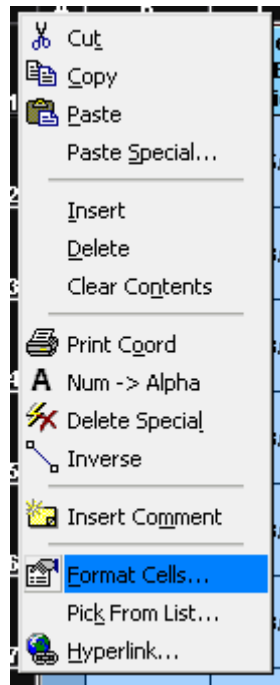 Cut
Copy
Paste
Paste Special...
Insert
Delete
Clear Contents
Print Coord
Num -> Alpha
Delete Special
Inverse
Insert Comment
Format Cells...
Pick From List...
Hyperlink...